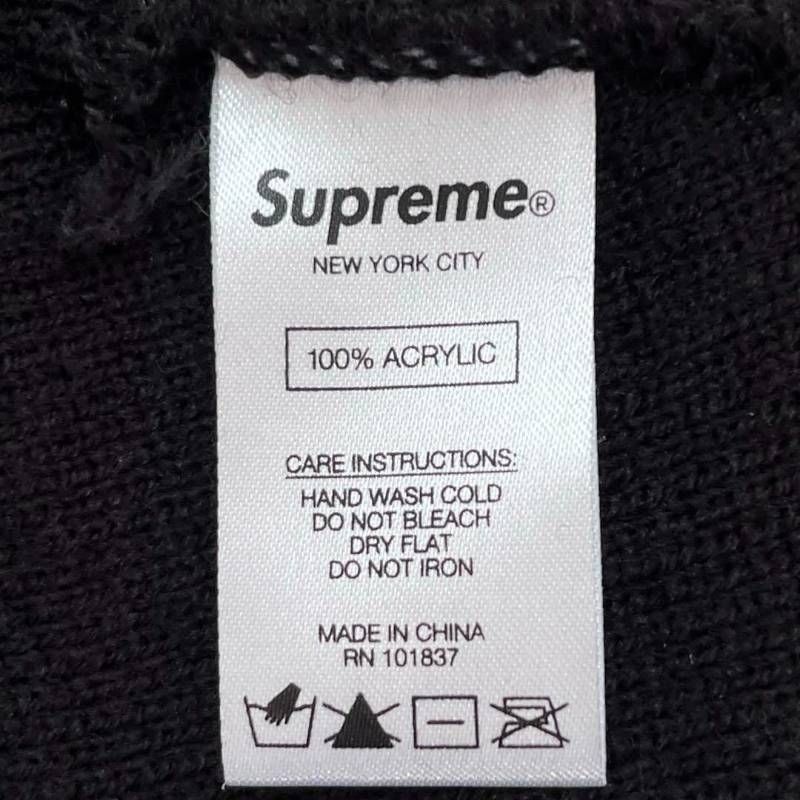 Supreme®
NEW YORK CITY
100% ACRYLIC
CARE INSTRUCTIONS:
HAND WASH COLD
DO NOT BLEACH
DRY FLAT
DO NOT IRON
MADE IN CHINA
RN 101837